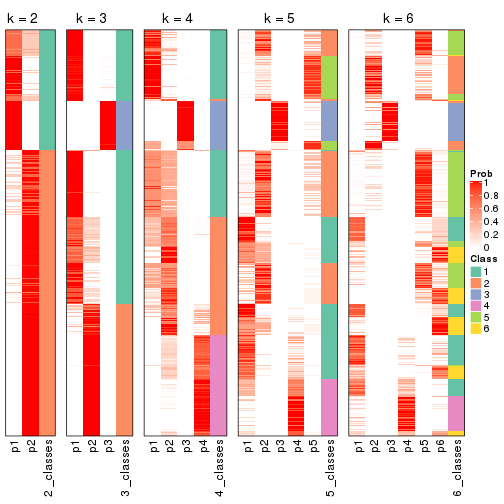 k = 2
k = 3
k = 4
k = 5
k = 6
Prob
1
0.8
0.6
0.4
0.2
0
Class
1
2
3
4
5
6
p1
p2
2_classes
p1
p2
p3
3_classes
p1
p2
p3
p4
4_classes
p1
p2
p3
p4
p5
5_classes
p1
p2
p3
p4
p5
p6
6_classes